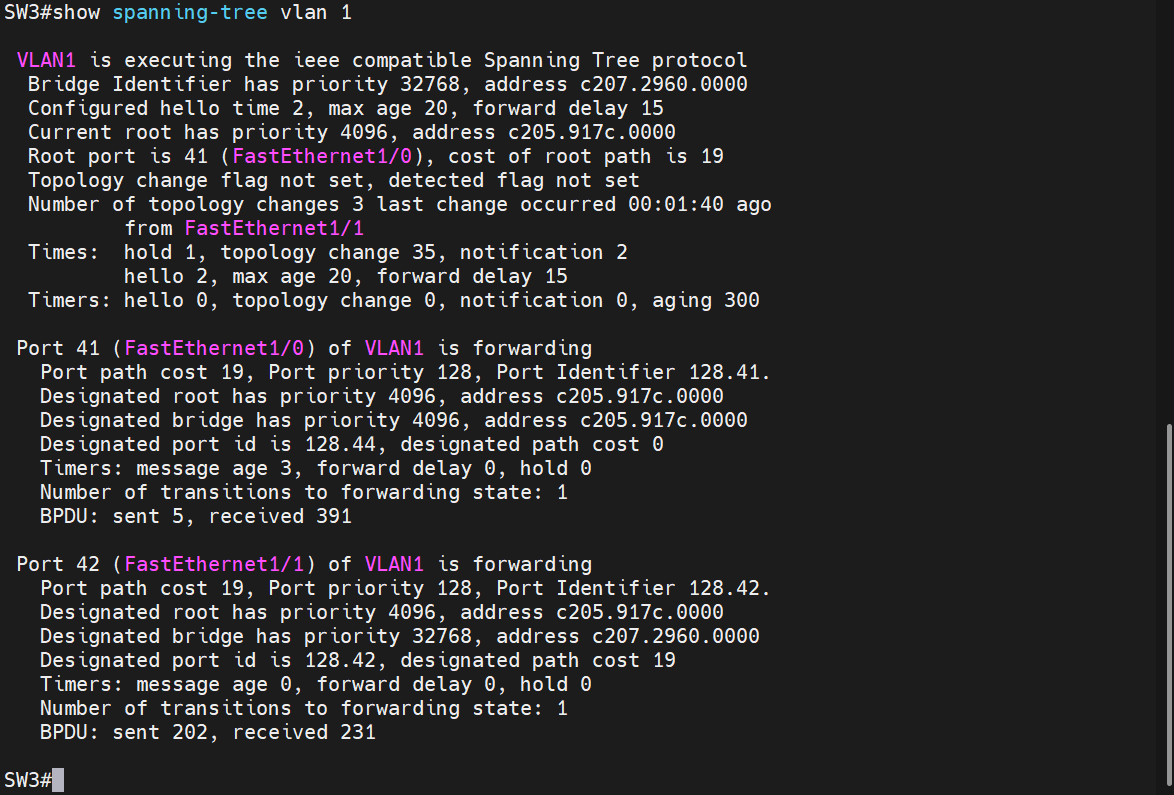 SW3#show spanning-tree vlan 1
VLAN1 is executing the ieee compatible Spanning Tree protocol
Bridge Identifier has priority 32768, address c207.2960.0000
Configured hello time 2, max age 20, forward delay 15
Current root has priority 4096, address c205.917c.0000
Root port is 41 (FastEthernet1/0), cost of root path is 19
Topology change flag not set, detected flag not set
Number of topology changes 3 last change occurred 00:01:40 ago
from FastEthernet1/1
Times: hold 1, topology change 35, notification 2
hello 2, max age 20, forward delay 15
Timers: hello 0, topology change 0, notification 0, aging 300
Port 41 (FastEthernet1/0) of VLAN1 is forwarding
Port path cost 19, Port priority 128, Port Identifier 128.41.
Designated root has priority 4096, address c205.917c.0000
Designated bridge has priority 4096, address c205.917c.0000
Designated port id is 128.44, designated path cost 0
Timers: message age 3, forward delay 0, hold 0
Number of transitions to forwarding state: 1
BPDU: sent 5, received 391
Port 42 (FastEthernet1/1) of VLAN1 is forwarding
Port path cost 19, Port priority 128, Port Identifier 128.42.
Designated root has priority 4096, address c205.917c.0000
Designated bridge has priority 32768, address c207.2960.0000
Designated port id is 128.42, designated path cost 19
Timers: message age 0, forward delay 0, hold 0
Number of transitions to forwarding state: 1
BPDU: sent 202, received 231
SW3#